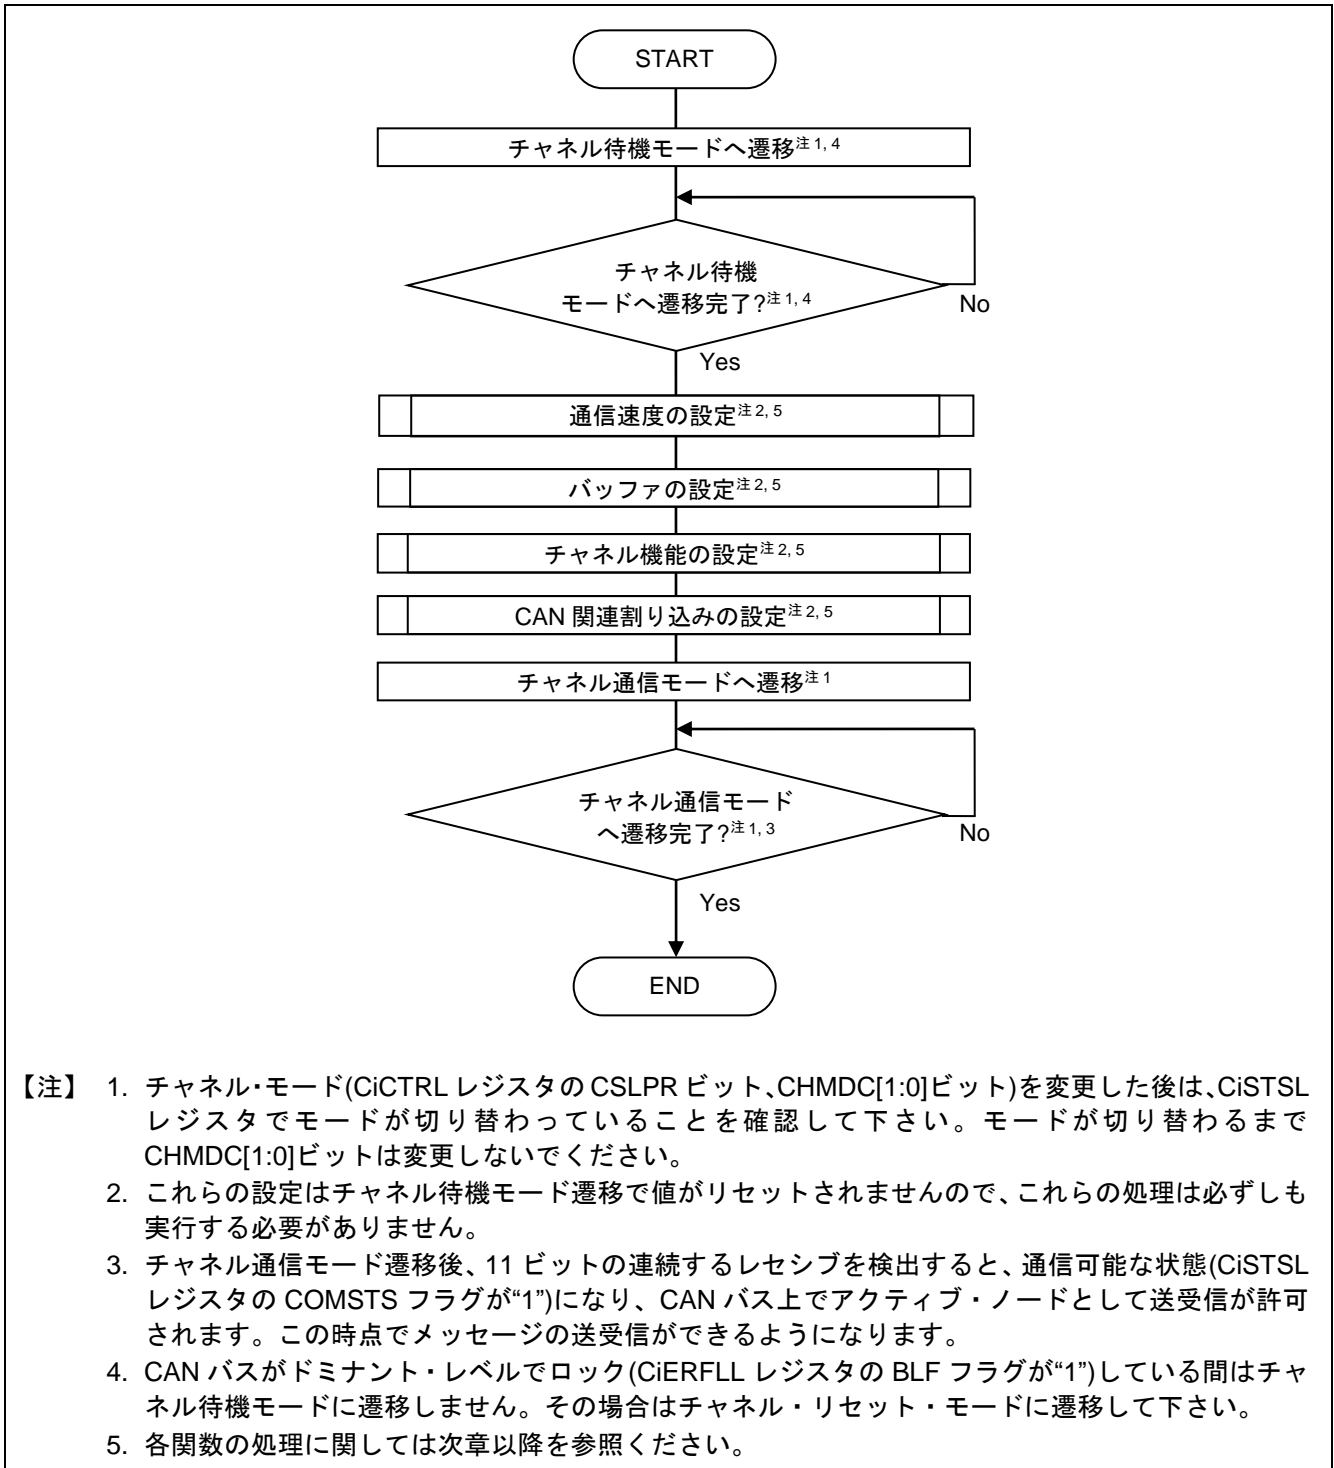 START
チャネル待機モードへ遷移注 1, 4
チャネル待機
モードへ遷移完了?注 1, 4
No
Yes
通信速度の設定注 2, 5
バッファの設定注 2, 5
チャネル機能の設定注 2, 5
CAN 関連割り込みの設定注 2, 5
チャネル通信モードへ遷移注 1
チャネル通信モード
へ遷移完了?注 1, 3
No
Yes
END
【注】 1. チャネル・モード(CiCTRL レジスタの CSLPR ビット、CHMDC[1:0]ビット)を変更した後は、CiSTSL
レジスタでモードが切り替わっていることを確認して下さい。モードが切り替わるまで
CHMDC[1:0]ビットは変更しないでください。
2. これらの設定はチャネル待機モード遷移で値がリセットされませんので、これらの処理は必ずしも
実行する必要がありません。
3. チャネル通信モード遷移後、11 ビットの連続するレセシブを検出すると、通信可能な状態(CiSTSL
レジスタの COMSTS フラグが“1”)になり、CAN バス上でアクティブ・ノードとして送受信が許可
されます。この時点でメッセージの送受信ができるようになります。
4. CAN バスがドミナント・レベルでロック(CiERFLL レジスタの BLF フラグが“1”)している間はチャ
ネル待機モードに遷移しません。その場合はチャネル・リセット・モードに遷移して下さい。
5. 各関数の処理に関しては次章以降を参照ください。